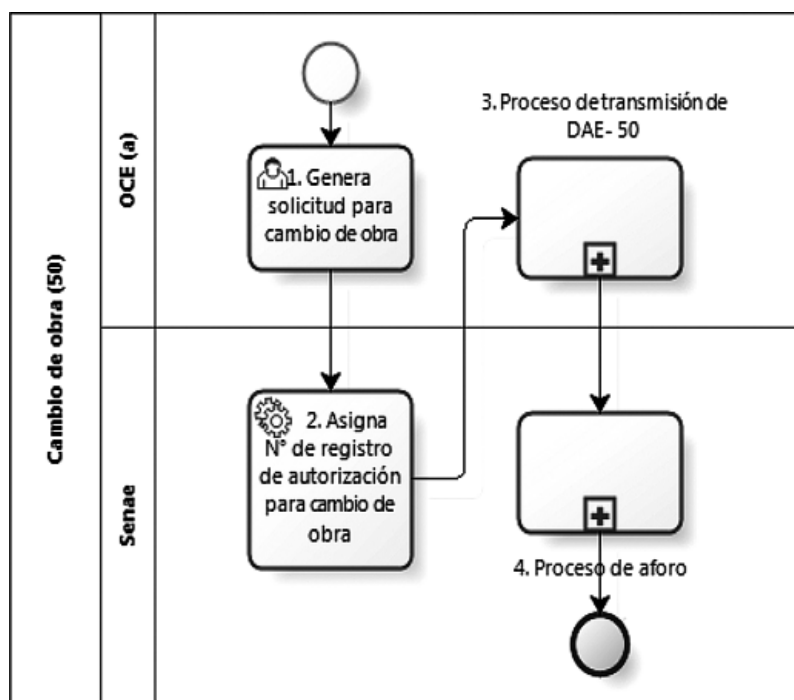 Cambio de obra (50)
OCE (a)
1. Genera
solicitud para
cambio de obra
3. Proceso de transmisión de
DAE- 50
Senae
2. Asigna
N° de registro
de autorización
para cambio de
obra
4. Proceso de aforo